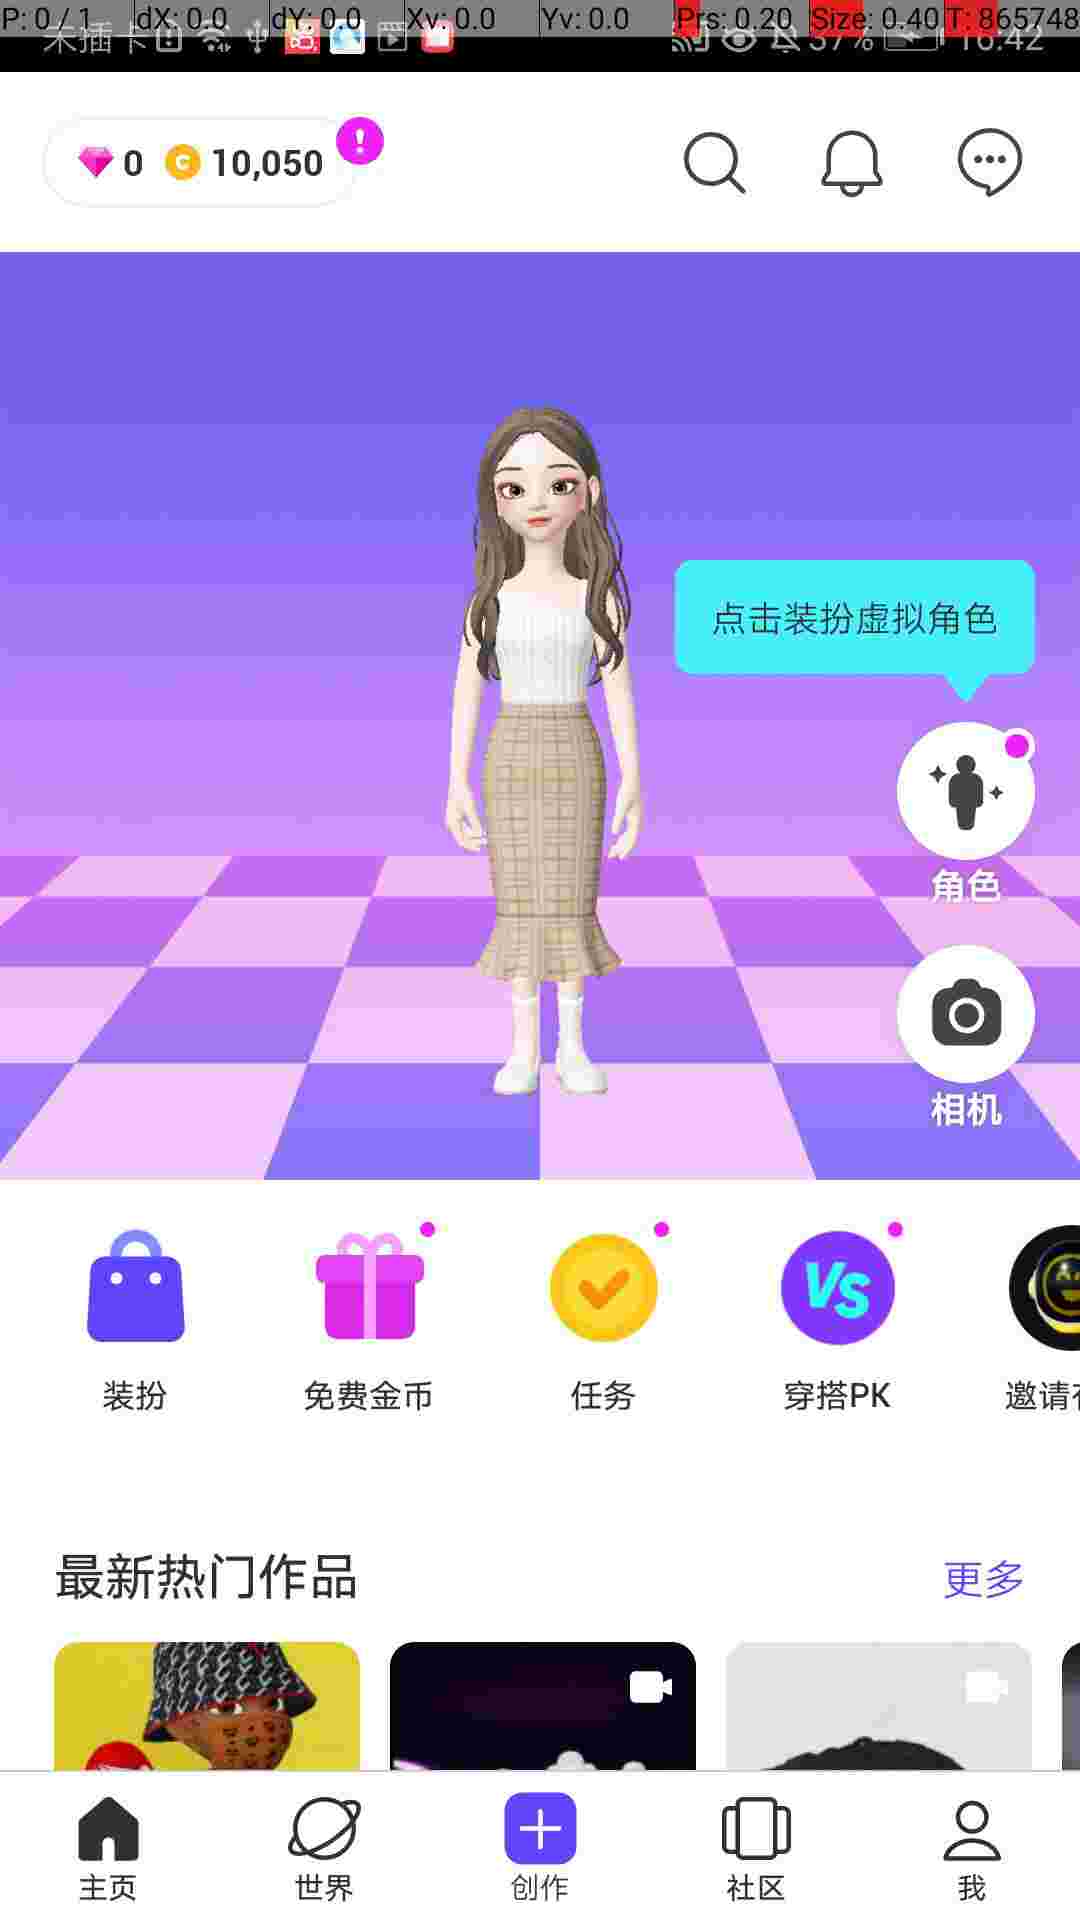 P: 0 / 1 dX: 0.0 dY: 0.0 Xv: 0.0 Yv: 0.0 Prs: 0.20 Size: 0.40 T: 865748
未插卡 37% 16:42
0 10,050
点击装扮虚拟角色
角色
相机
装扮 免费金币 任务 穿搭PK 邀请
最新热门作品 更多
主页 世界 创作 社区 我